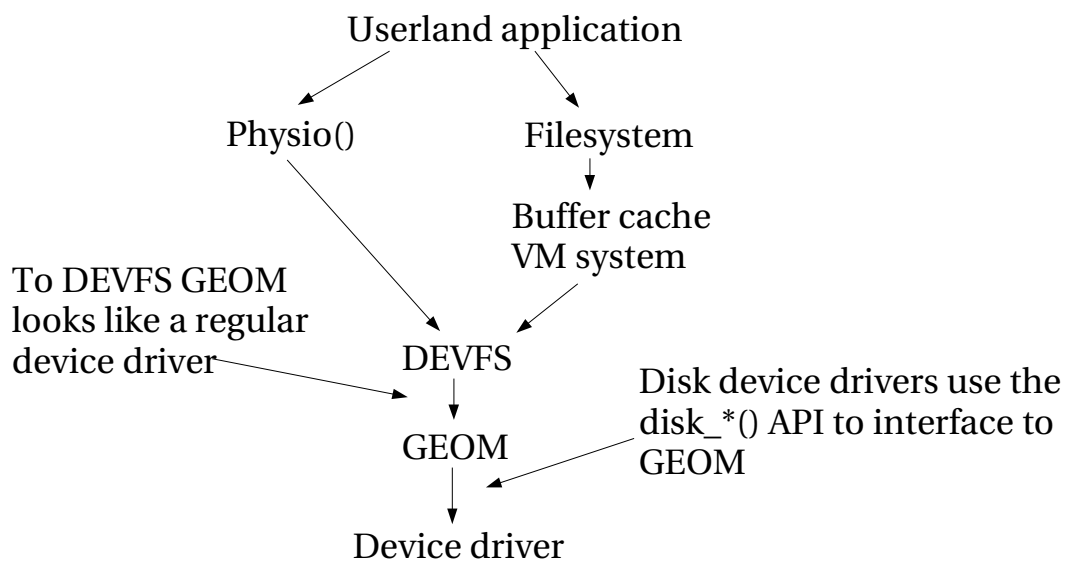 Userland application
Physio()
Filesystem
Buffer cache
VM system
To DEVFS GEOM
looks like a regular
device driver
DEVFS
Disk device drivers use the
disk_*() API to interface to
GEOM
GEOM
Device driver